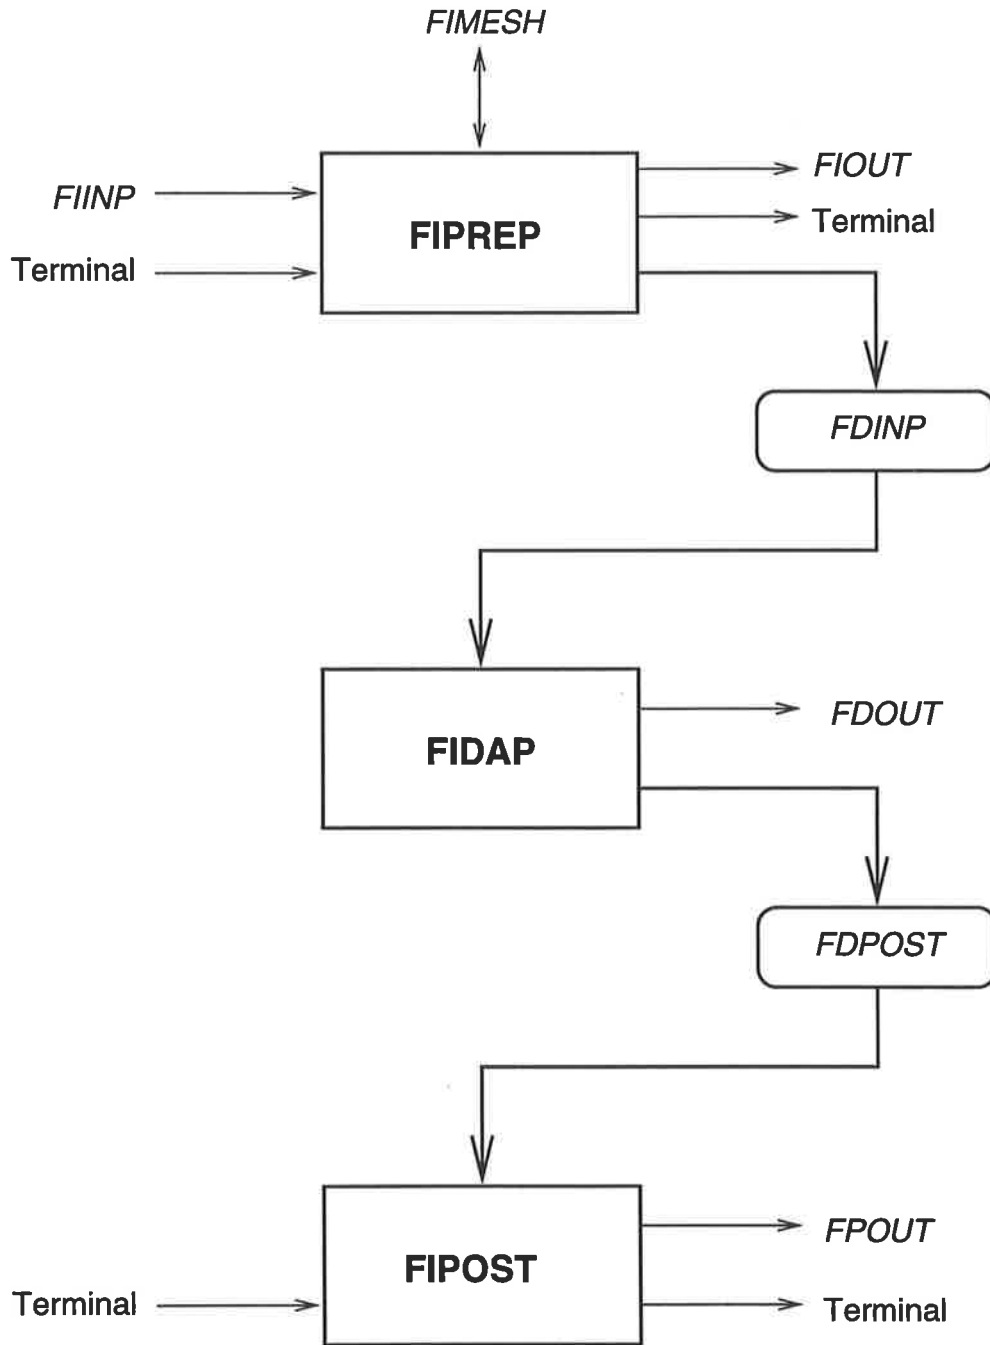 FIMESH
FIINP
FIOUT
FIPREP
Terminal
Terminal
FDINP
FIDAP
FDOUT
FDPOST
FIPOST
FPOUT
Terminal
Terminal